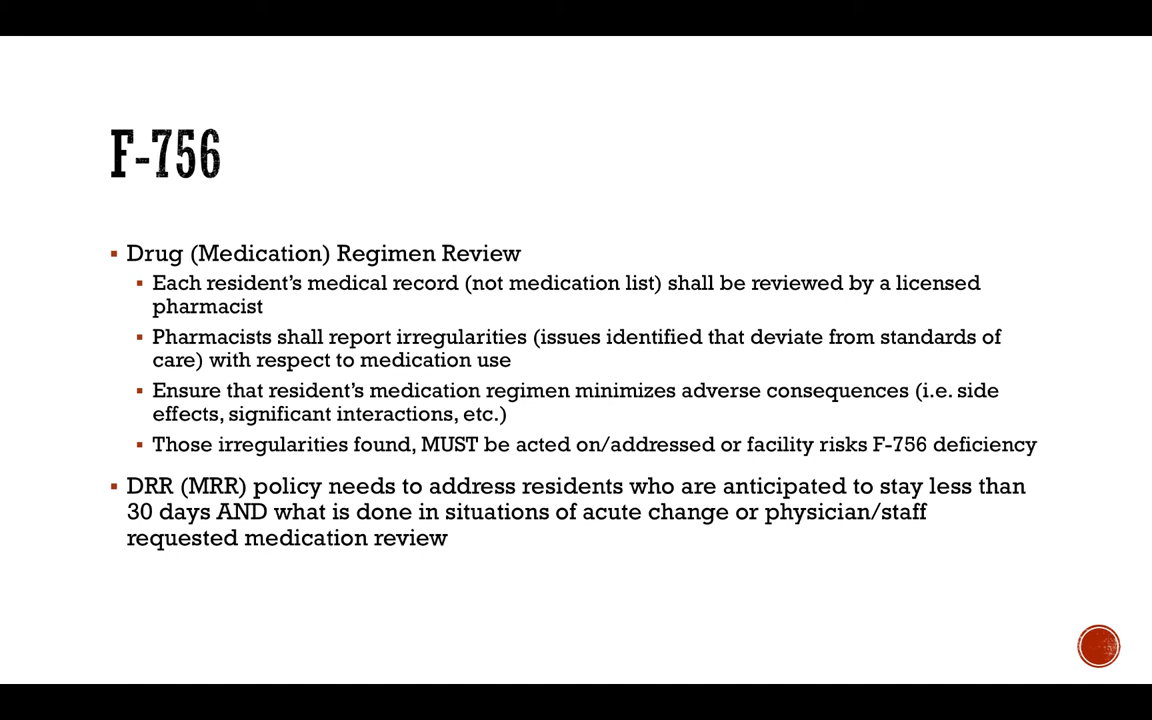 F-756
Drug (Medication) Regimen Review
Each resident's medical record (not medication list) shall be reviewed by a licensed
pharmacist
Pharmacists shall report irregularities (issues identified that deviate from standards of
care) with respect to medication use
Ensure that resident's medication regimen minimizes adverse consequences (i.e. side
effects, significant interactions, etc.)
Those irregularities found, MUST be acted on/addressed or facility risks F-756 deficiency
DRR (MRR) policy needs to address residents who are anticipated to stay less than
30 days AND what is done in situations of acute change or physician/staff
requested medication review